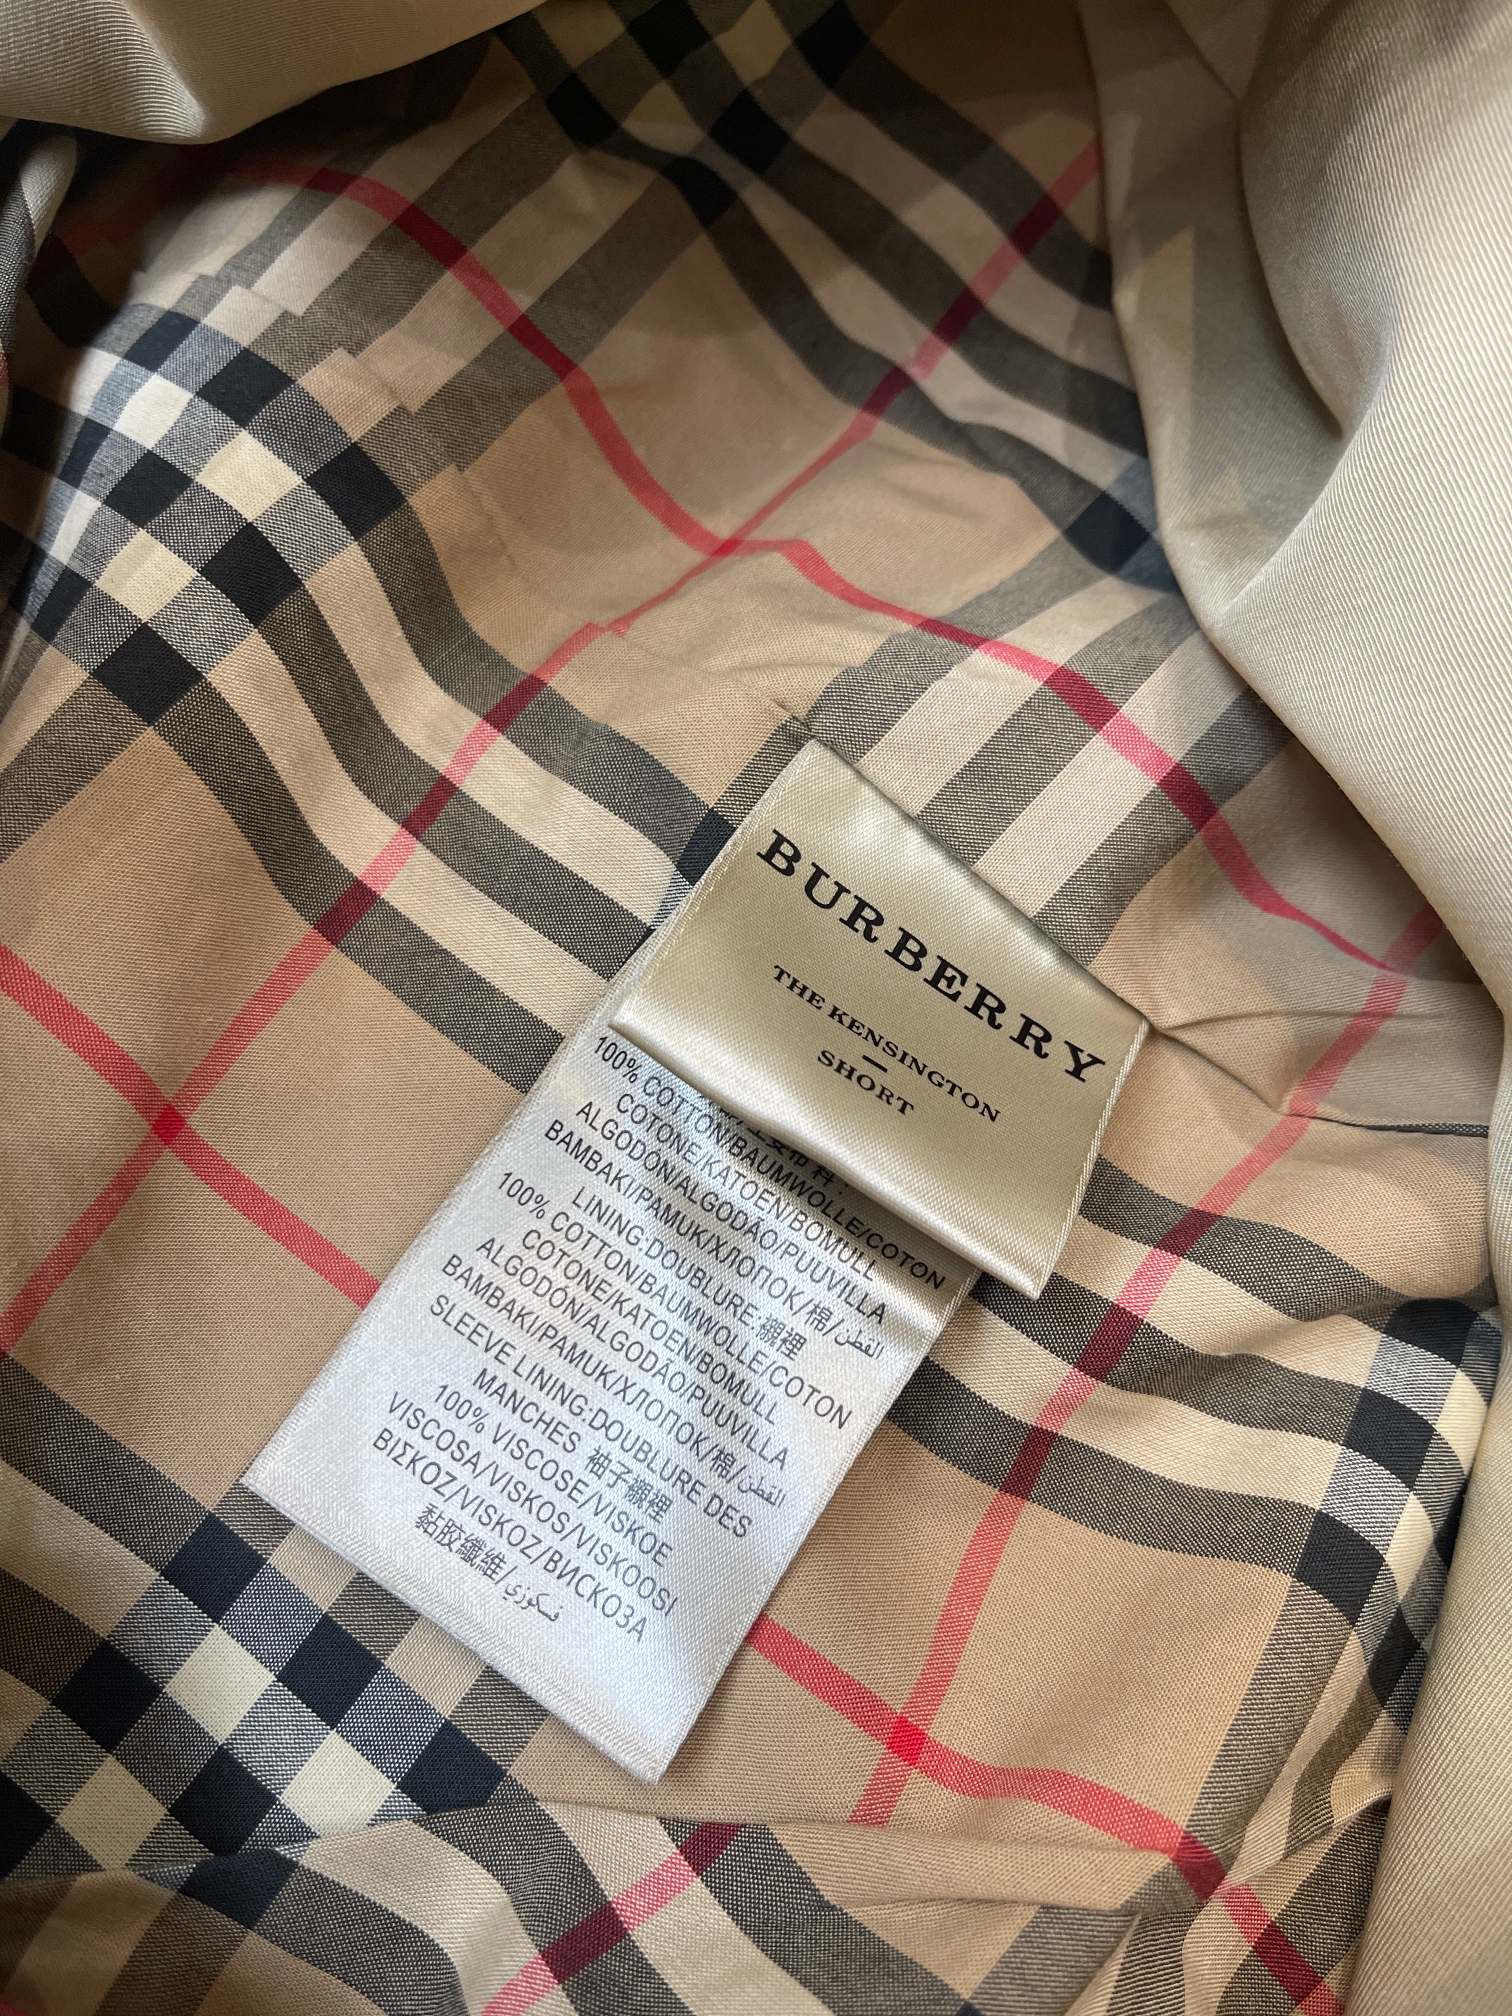 BURBERRY
THE KENSINGTON
SHORT
100% COTTON/BAUMWOLLE/COTON
COTONE/KATOEN/BOMULL
ALGODÓN/ALGODÃO/PUUVILLA
BAMBAKI/PAMUK/ХЛОПОК/棉/القطن
LINING:DOUBLURE:襯裡
100% COTTON/BAUMWOLLE/COTON
COTONE/KATOEN/BOMULL
ALGODÓN/ALGODÃO/PUUVILLA
BAMBAKI/PAMUK/ХЛОПОК/棉/القطن
SLEEVE LINING:DOUBLURE DES
MANCHES 袖子襯裡
100% VISCOSE/VISKOE
VISCOSA/VISKOS/VISKOOSI
ΒΙΣΚΟΖ/VISKOZ/ВИСКОЗА
黏胶纖維/فسكوزي